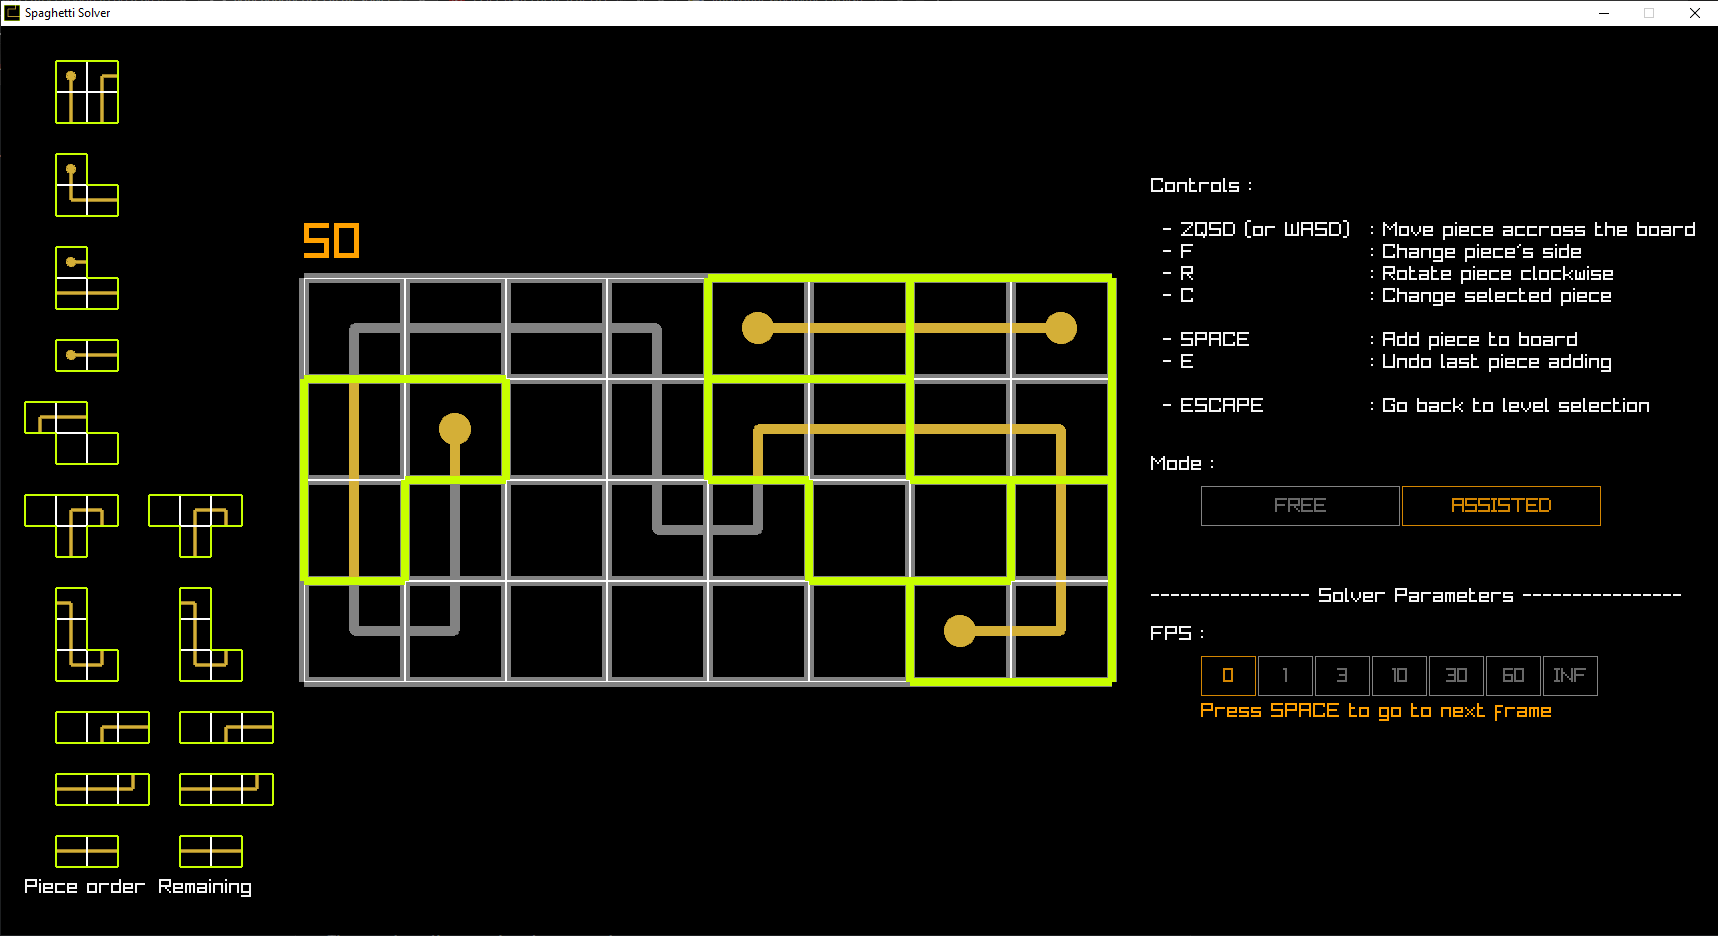 Spaghetti Solver
50
Controls :
- ZQSD (or WASD) : Move piece accross the board
- F : Change piece's side
- R : Rotate piece clockwise
- C : Change selected piece
- SPACE : Add piece to board
- E : Undo last piece adding
- ESCAPE : Go back to level selection
Mode :
FREE ASSISTED
---------------- Solver Parameters ----------------
FPS :
0 1 3 10 30 60 INF
Press SPACE to go to next frame
Piece order Remaining